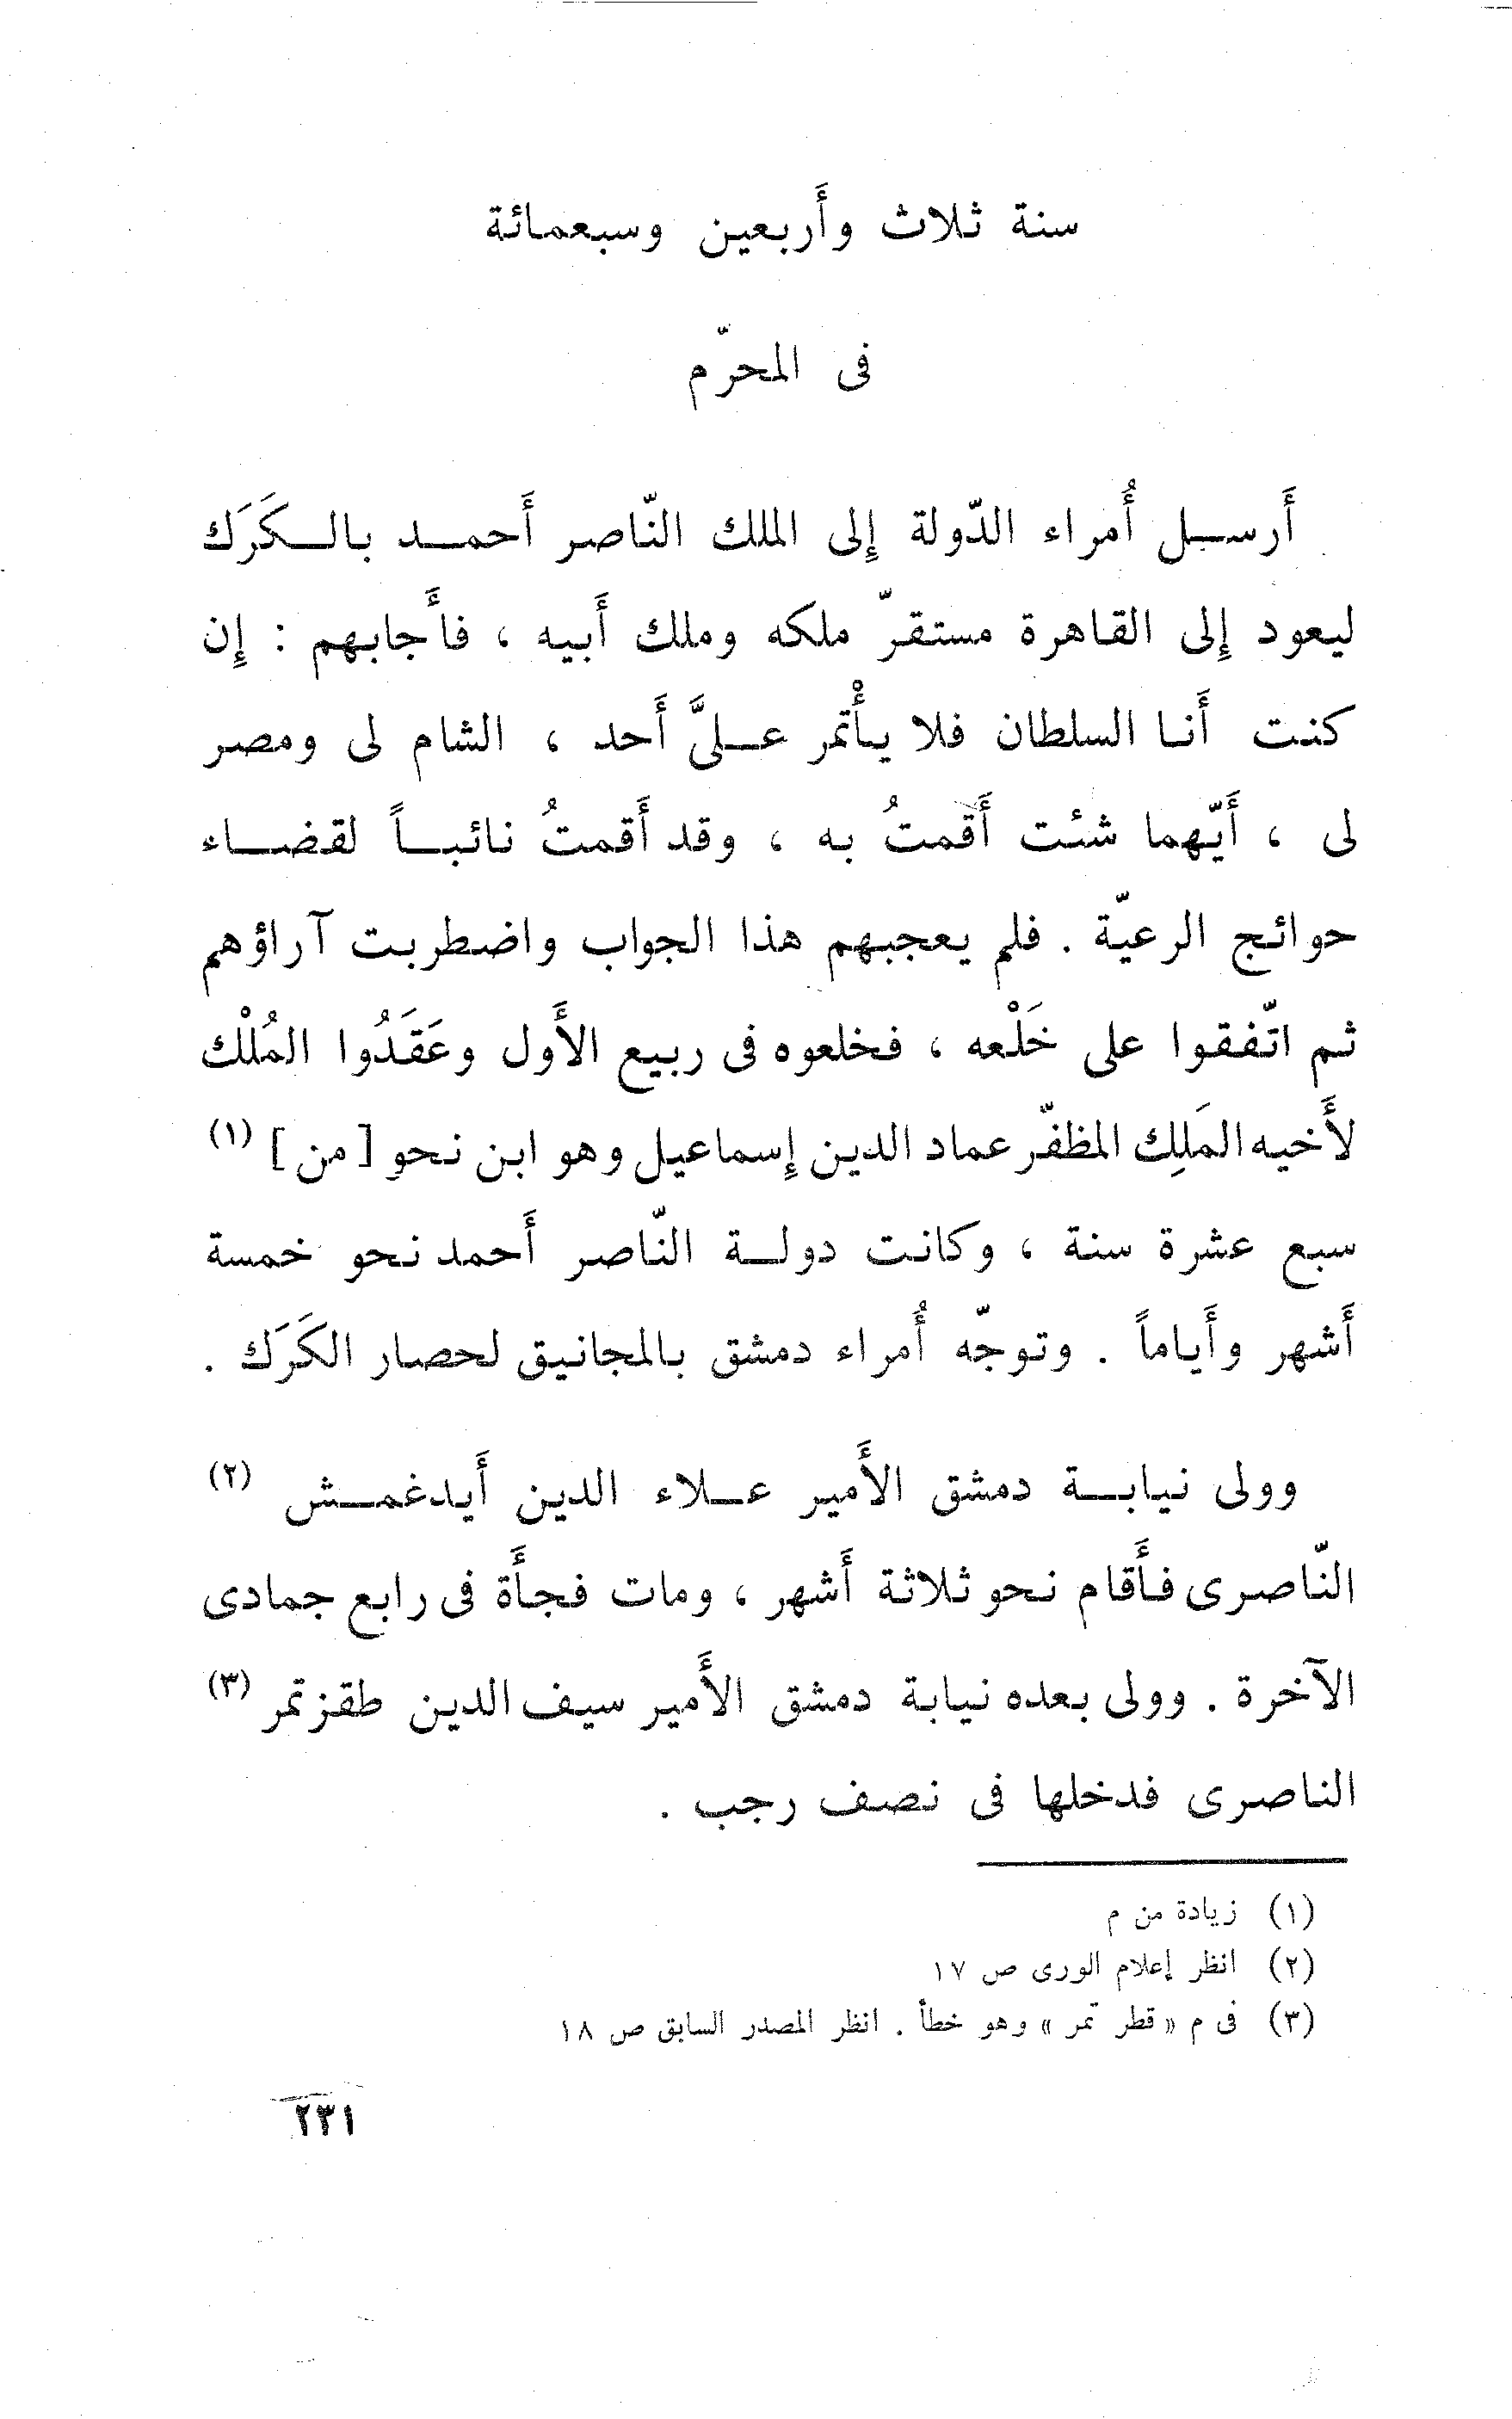 سنة ثلاث وأربعين وسبعمائة
فى المحرّم
أَرسل أُمراء الدّولة إلى الملك النّاصر أَحمد بالكَرَك
ليعود إلى القاهرة مستقرّ ملكه وملك أَبيه ، فأَجابهم : إن
كنت أَنا السلطان فلا يأْتمر علىَّ أَحد ، الشام لى ومصر
لى ، أَيّهما شئت أَقمتُ به ، وقد أَقمتُ نائباً لقضاء
حوائج الرعيّة . فلم يعجبهم هذا الجواب واضطربت آراؤهم
ثم اتّفقوا على خَلْعه ، فخلعوه فى ربيع الأَول وعَقَدُوا المُلْك
لأَخيه المَلِك المظفّر عماد الدين إسماعيل وهو ابن نحو [ من ] (١)
سبع عشرة سنة ، وكانت دولة النّاصر أَحمد نحو خمسة
أَشهر وأَياماً . وتوجّه أُمراء دمشق بالمجانيق لحصار الكَرَك .
وولى نيابة دمشق الأَمير علاء الدين أَيدغمش (٢)
النّاصرى فأَقام نحو ثلاثة أَشهر ، ومات فجأَة فى رابع جمادى
الآخرة . وولى بعده نيابة دمشق الأَمير سيف الدين طقزتمر (٣)
الناصرى فدخلها فى نصف رجب .
(١) زيادة من م
(٢) انظر إعلام الورى ص ١٧
(٣) فى م « قطر تمر » وهو خطأ . انظر المصدر السابق ص ١٨
٢٣١